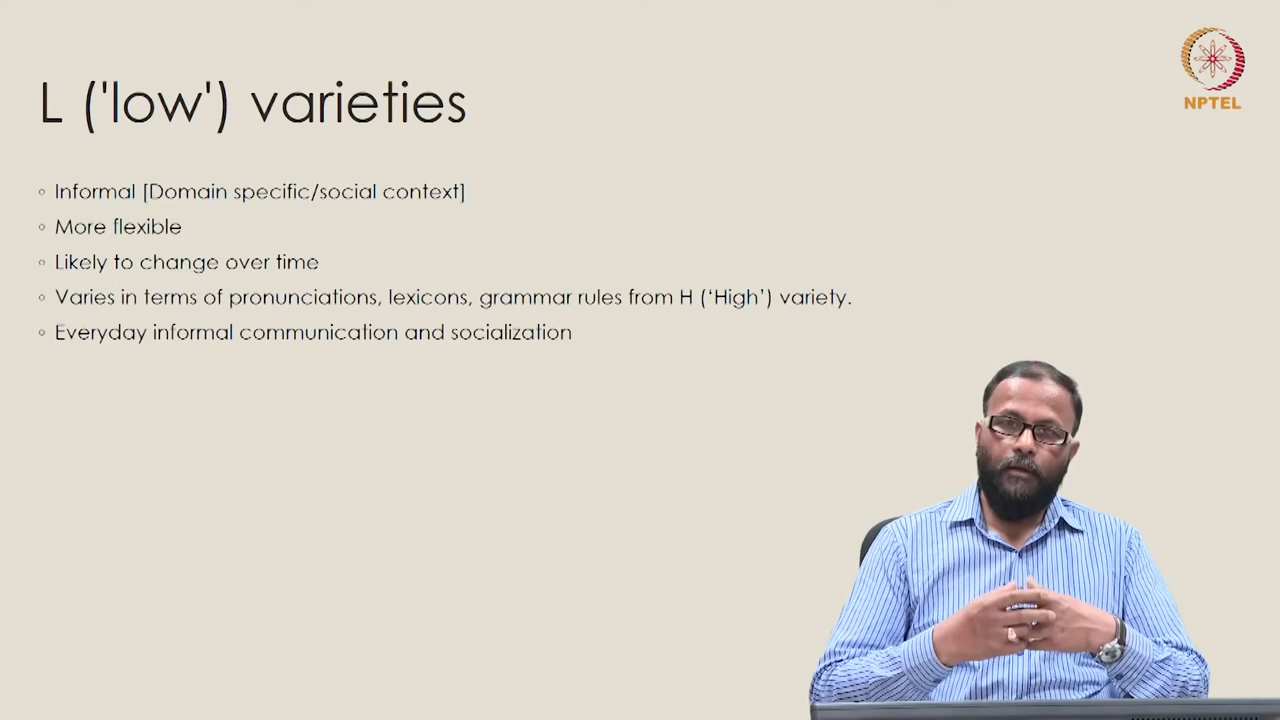 L ('low') varieties
Informal [Domain specific/social context]
More flexible
Likely to change over time
Varies in terms of pronunciations, lexicons, grammar rules from H (‘High’) variety.
Everyday informal communication and socialization
NPTEL